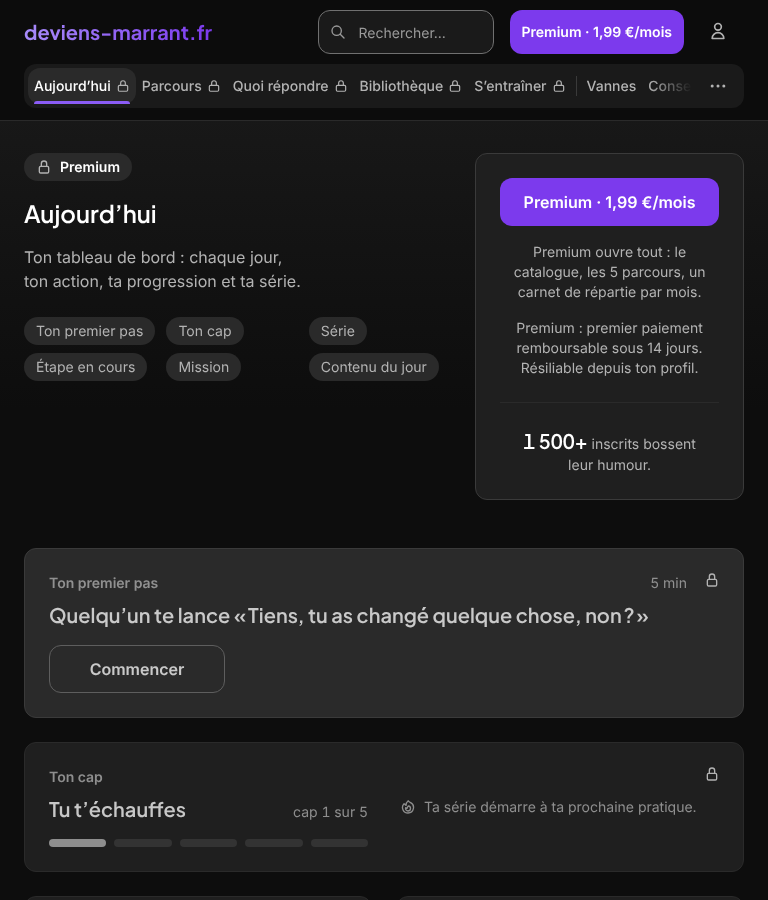 deviens-marrant.fr
Rechercher...
Premium · 1,99 €/mois
Aujourd’hui
Parcours
Quoi répondre
Bibliothèque
S’entraîner
Vannes
Premium
Aujourd’hui
Ton tableau de bord : chaque jour,
ton action, ta progression et ta série.
Ton premier pas
Ton cap
Série
Étape en cours
Mission
Contenu du jour
Premium · 1,99 €/mois
Premium ouvre tout : le
catalogue, les 5 parcours, un
carnet de répartie par mois.
Premium : premier paiement
remboursable sous 14 jours.
Résiliable depuis ton profil.
1 500+ inscrits bossent
leur humour.
Ton premier pas
5 min
Quelqu’un te lance « Tiens, tu as changé quelque chose, non ? »
Commencer
Ton cap
Tu t’échauffes
cap 1 sur 5
Ta série démarre à ta prochaine pratique.